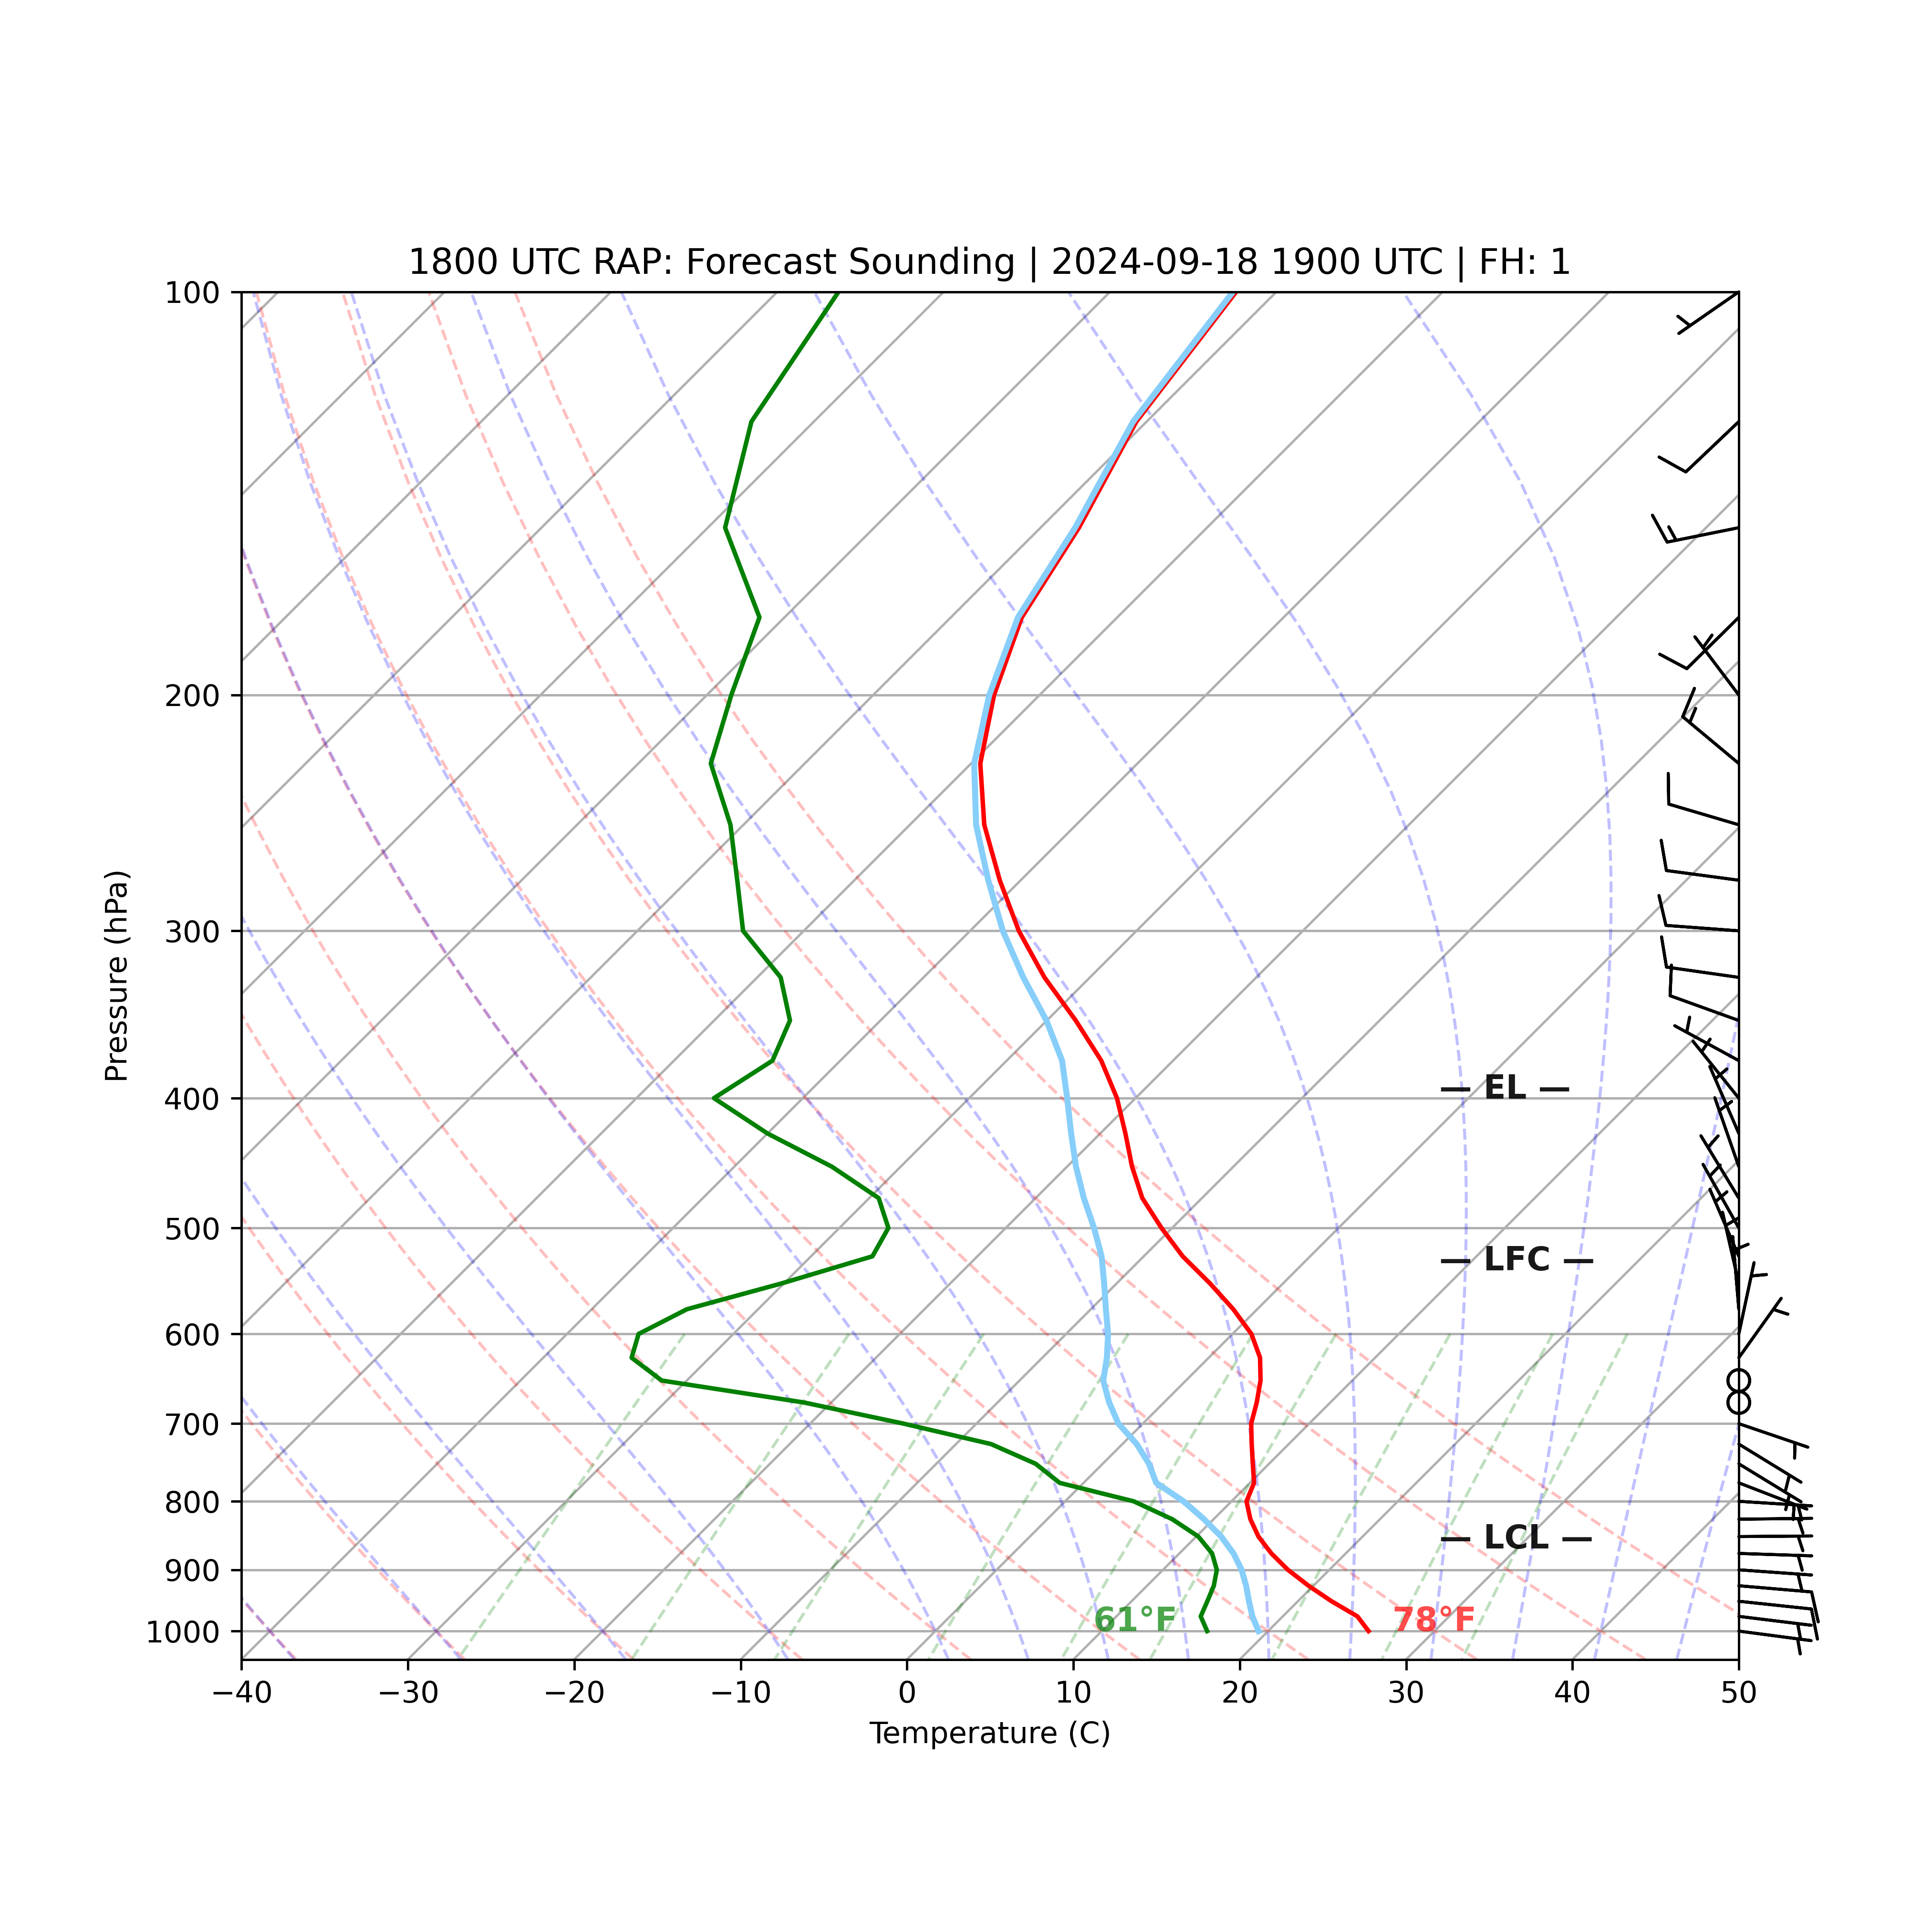 1800 UTC RAP: Forecast Sounding | 2024-09-18 1900 UTC | FH: 1
100
200
300
400
500
600
700
800
900
1000
Pressure (hPa)
— EL —
— LFC —
— LCL —
61°F
78°F
−40 −30 −20 −10 0 10 20 30 40 50
Temperature (C)